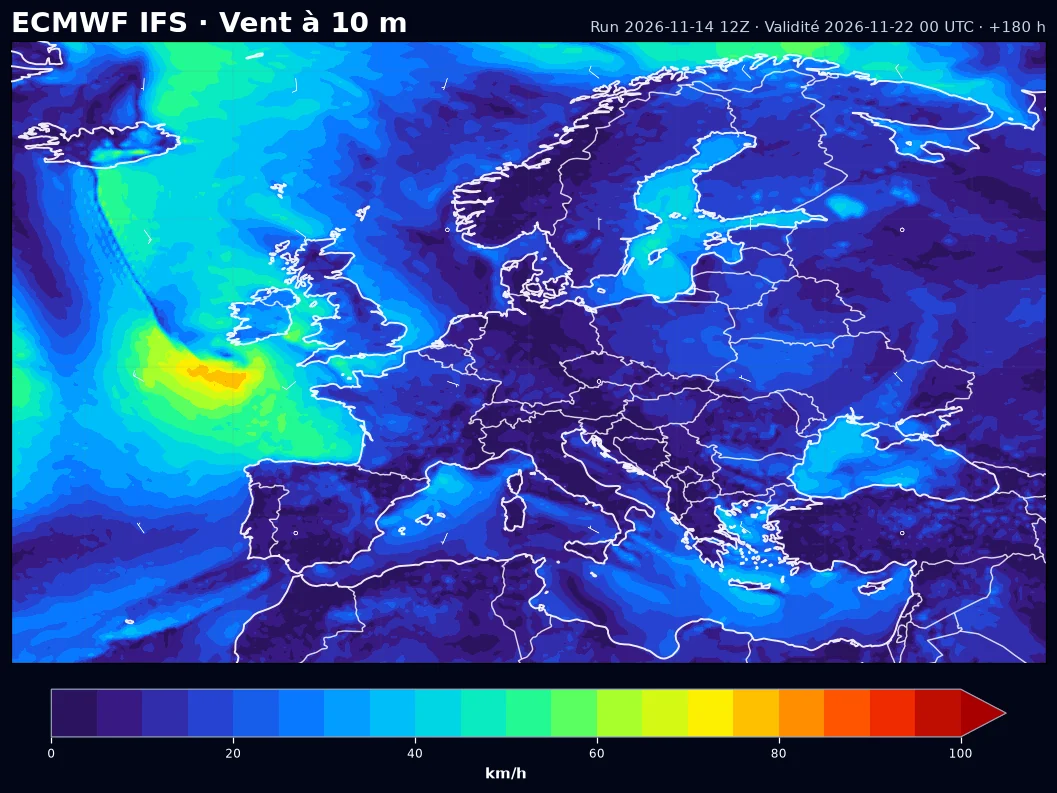 ECMWF IFS · Vent à 10 m
Run 2026-11-14 12Z · Validité 2026-11-22 00 UTC · +180 h
0 20 40 60 80 100
km/h